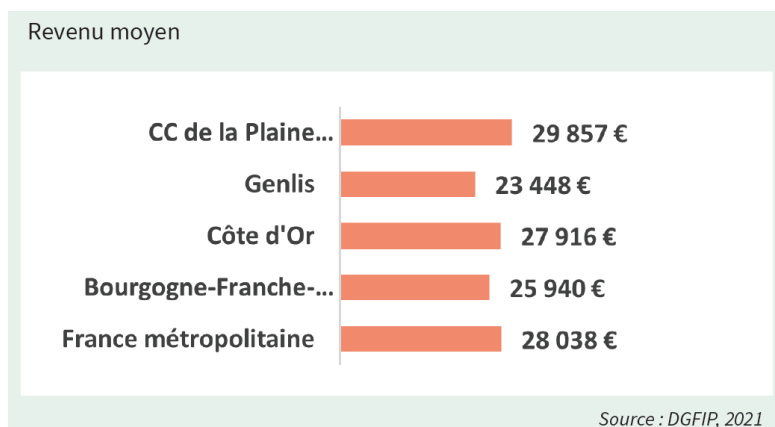 Revenu moyen
CC de la Plaine... 29 857 €
Genlis 23 448 €
Côte d'Or 27 916 €
Bourgogne-Franche-... 25 940 €
France métropolitaine 28 038 €
Source : DGFIP, 2021